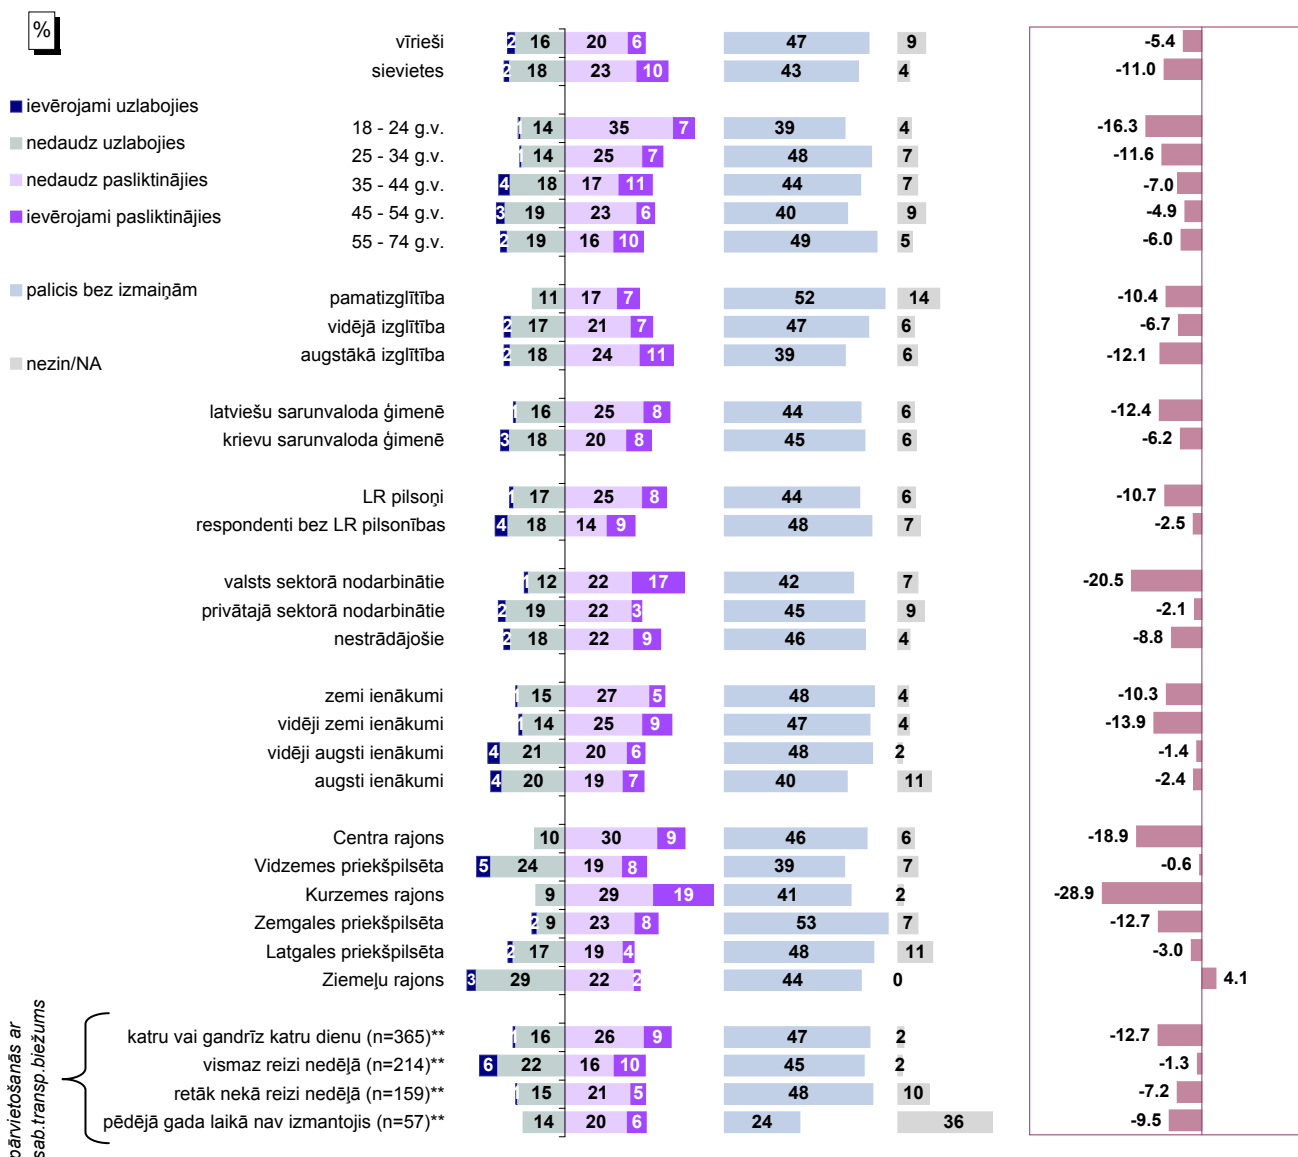 %
ievērojami uzlabojies
nedaudz uzlabojies
nedaudz pasliktinājies
ievērojami pasliktinājies
palicis bez izmaiņām
nezin/NA
vīrieši 2 16 20 6 47 9 -5.4
sievietes 2 18 23 10 43 4 -11.0
18 - 24 g.v. 1 14 35 7 39 4 -16.3
25 - 34 g.v. 1 14 25 7 48 7 -11.6
35 - 44 g.v. 4 18 17 11 44 7 -7.0
45 - 54 g.v. 3 19 23 6 40 9 -4.9
55 - 74 g.v. 2 19 16 10 49 5 -6.0
pamatizglītība 11 17 7 52 14 -10.4
vidējā izglītība 2 17 21 7 47 6 -6.7
augstākā izglītība 2 18 24 11 39 6 -12.1
latviešu sarunvaloda ģimenē 1 16 25 8 44 6 -12.4
krievu sarunvaloda ģimenē 3 18 20 8 45 6 -6.2
LR pilsoņi 1 17 25 8 44 6 -10.7
respondenti bez LR pilsonības 4 18 14 9 48 7 -2.5
valsts sektorā nodarbinātie 1 12 22 17 42 7 -20.5
privātajā sektorā nodarbinātie 2 19 22 3 45 9 -2.1
nestrādājošie 2 18 22 9 46 4 -8.8
zemi ienākumi 1 15 27 5 48 4 -10.3
vidēji zemi ienākumi 1 14 25 9 47 4 -13.9
vidēji augsti ienākumi 4 21 20 6 48 2 -1.4
augsti ienākumi 4 20 19 7 40 11 -2.4
Centra rajons 10 30 9 46 6 -18.9
Vidzemes priekšpilsēta 5 24 19 8 39 7 -0.6
Kurzemes rajons 9 29 19 41 2 -28.9
Zemgales priekšpilsēta 2 9 23 8 53 7 -12.7
Latgales priekšpilsēta 2 17 19 4 48 11 -3.0
Ziemeļu rajons 3 29 22 2 44 0 4.1
pārvietošanās ar
sab.transp.biežums
katru vai gandrīz katru dienu (n=365)** 1 16 26 9 47 2 -12.7
vismaz reizi nedēļā (n=214)** 6 22 16 10 45 2 -1.3
retāk nekā reizi nedēļā (n=159)** 1 15 21 5 48 10 -7.2
pēdējā gada laikā nav izmantojis (n=57)** 14 20 6 24 36 -9.5